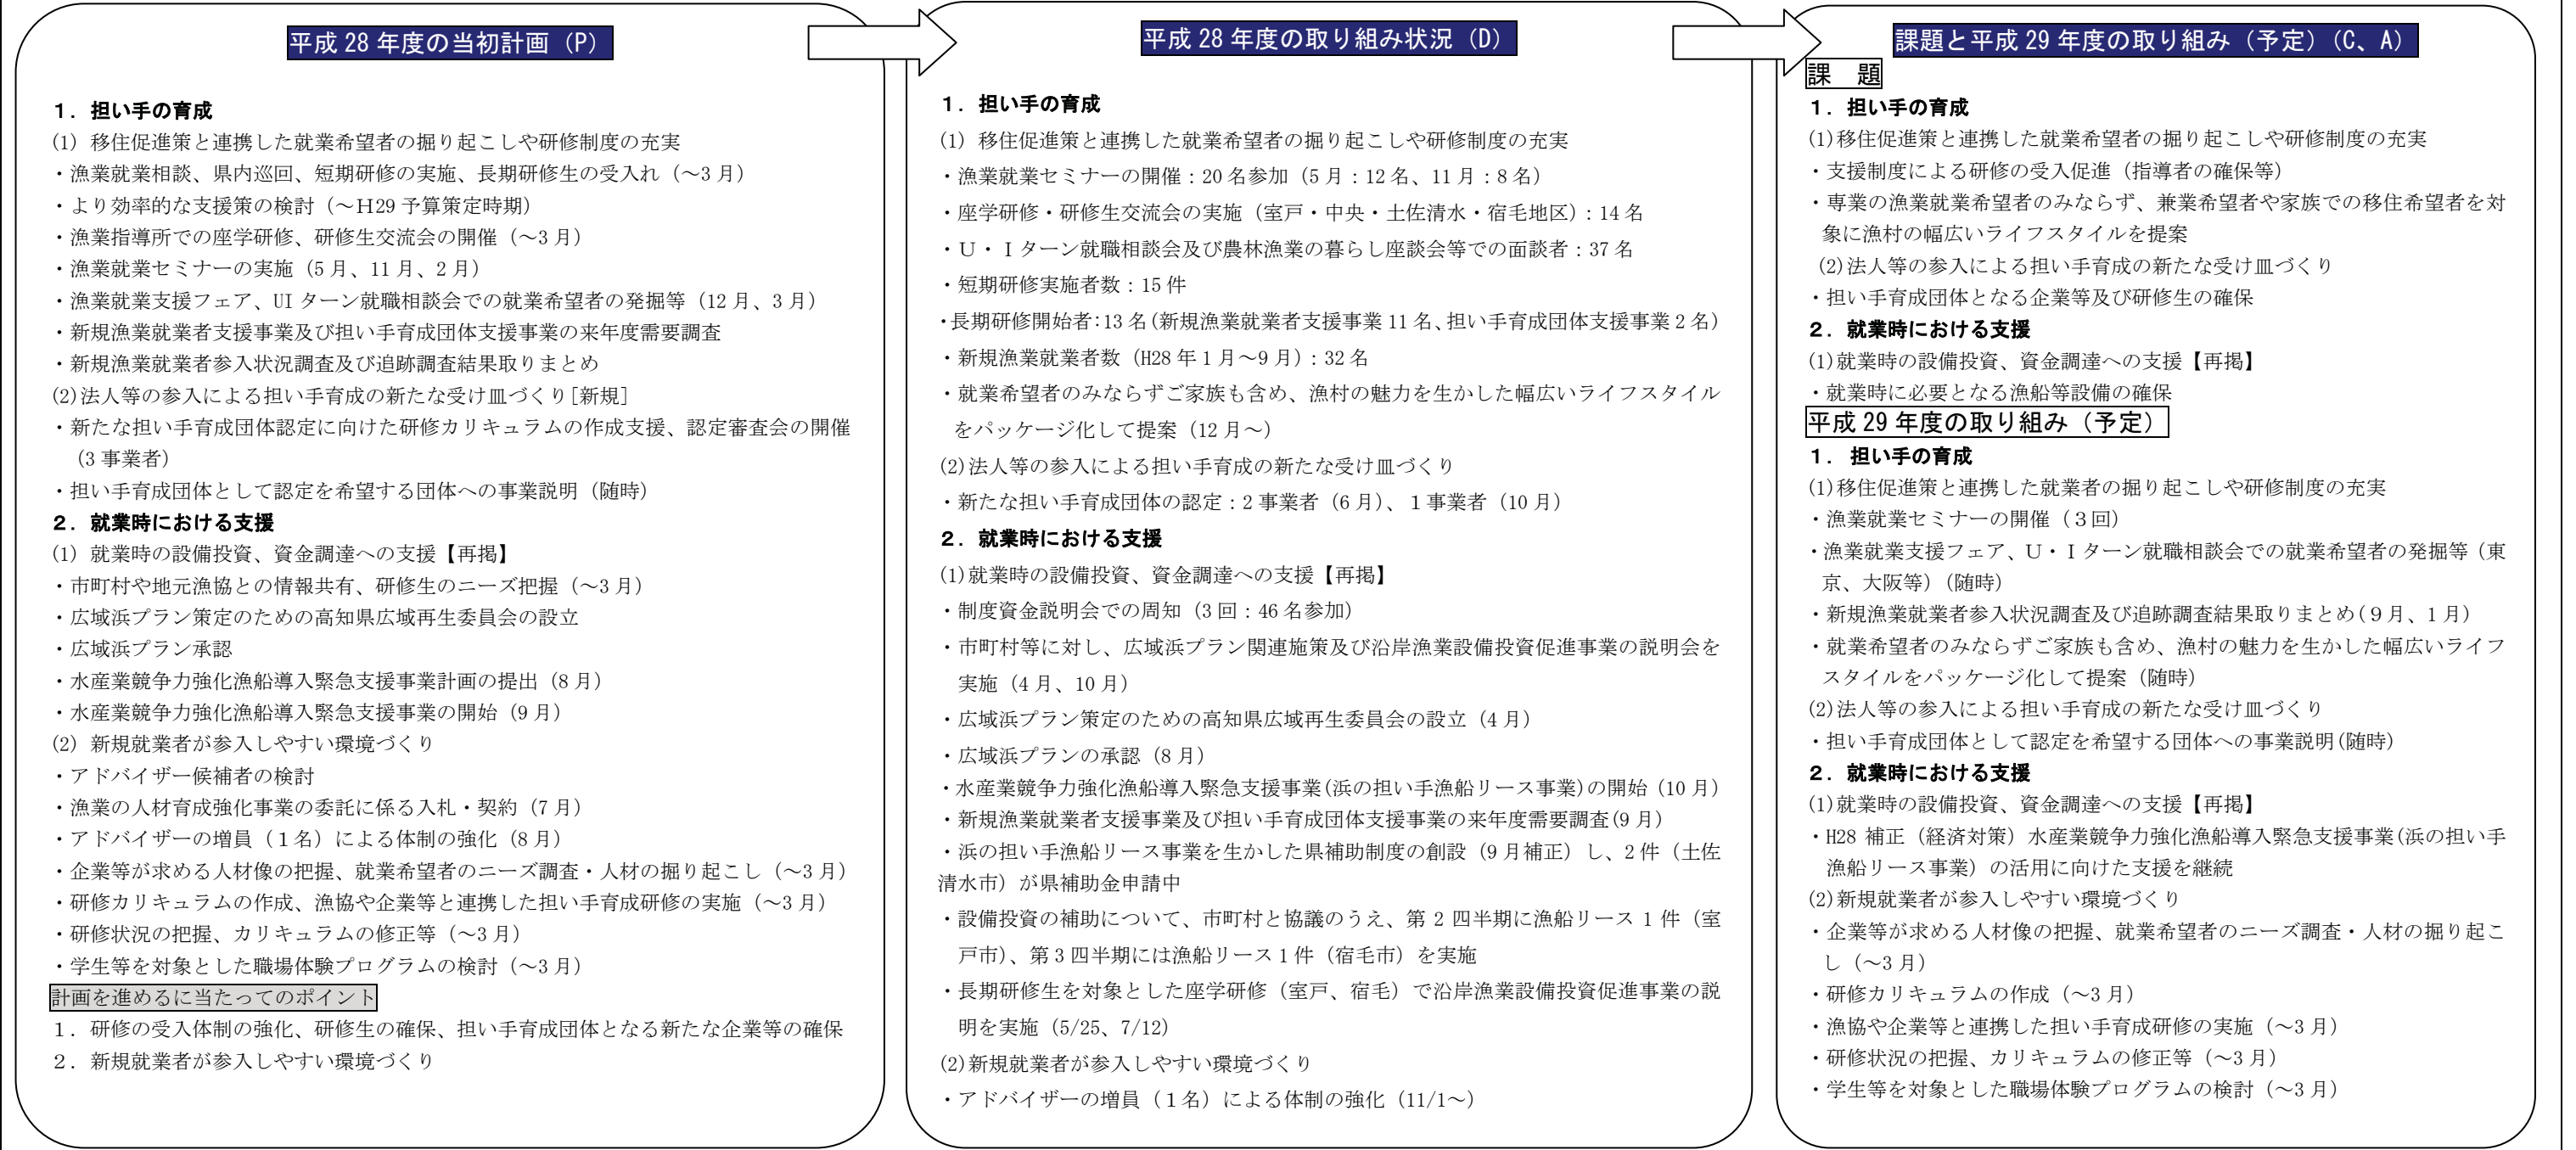 平成 28 年度の当初計画（P）
１．担い手の育成
(1) 移住促進策と連携した就業希望者の掘り起こしや研修制度の充実
・漁業就業相談、県内巡回、短期研修の実施、長期研修生の受入れ（～3 月）
・より効率的な支援策の検討（～H29 予算策定時期）
・漁業指導所での座学研修、研修生交流会の開催（～3 月）
・漁業就業セミナーの実施（5 月、11 月、2 月）
・漁業就業支援フェア、UI ターン就職相談会での就業希望者の発掘等（12 月、3 月）
・新規漁業就業者支援事業及び担い手育成団体支援事業の来年度需要調査
・新規漁業就業者参入状況調査及び追跡調査結果取りまとめ
(2)法人等の参入による担い手育成の新たな受け皿づくり[新規]
・新たな担い手育成団体認定に向けた研修カリキュラムの作成支援、認定審査会の開催
（3 事業者）
・担い手育成団体として認定を希望する団体への事業説明（随時）
２．就業時における支援
(1) 就業時の設備投資、資金調達への支援【再掲】
・市町村や地元漁協との情報共有、研修生のニーズ把握（～3 月）
・広域浜プラン策定のための高知県広域再生委員会の設立
・広域浜プラン承認
・水産業競争力強化漁船導入緊急支援事業計画の提出（8 月）
・水産業競争力強化漁船導入緊急支援事業の開始（9 月）
(2) 新規就業者が参入しやすい環境づくり
・アドバイザー候補者の検討
・漁業の人材育成強化事業の委託に係る入札・契約（7 月）
・アドバイザーの増員（１名）による体制の強化（8 月）
・企業等が求める人材像の把握、就業希望者のニーズ調査・人材の掘り起こし（～3 月）
・研修カリキュラムの作成、漁協や企業等と連携した担い手育成研修の実施（～3 月）
・研修状況の把握、カリキュラムの修正等（～3 月）
・学生等を対象とした職場体験プログラムの検討（～3 月）
計画を進めるに当たってのポイント
１．研修の受入体制の強化、研修生の確保、担い手育成団体となる新たな企業等の確保
２．新規就業者が参入しやすい環境づくり
平成 28 年度の取り組み状況（D）
１．担い手の育成
(1) 移住促進策と連携した就業希望者の掘り起こしや研修制度の充実
・漁業就業セミナーの開催：20 名参加（5 月：12 名、11 月：8 名）
・座学研修・研修生交流会の実施（室戸・中央・土佐清水・宿毛地区）：14 名
・U・I ターン就職相談会及び農林漁業の暮らし座談会等での面談者：37 名
・短期研修実施者数：15 件
・長期研修開始者：13 名（新規漁業就業者支援事業 11 名、担い手育成団体支援事業 2 名）
・新規漁業就業者数（H28 年 1 月～9 月）：32 名
・就業希望者のみならずご家族も含め、漁村の魅力を生かした幅広いライフスタイル
をパッケージ化して提案（12 月～）
(2)法人等の参入による担い手育成の新たな受け皿づくり
・新たな担い手育成団体の認定：2 事業者（6 月）、１事業者（10 月）
２．就業時における支援
(1)就業時の設備投資、資金調達への支援【再掲】
・制度資金説明会での周知（3 回：46 名参加）
・市町村等に対し、広域浜プラン関連施策及び沿岸漁業設備投資促進事業の説明会を
実施（4 月、10 月）
・広域浜プラン策定のための高知県広域再生委員会の設立（4 月）
・広域浜プランの承認（8 月）
・水産業競争力強化漁船導入緊急支援事業(浜の担い手漁船リース事業)の開始（10 月）
・新規漁業就業者支援事業及び担い手育成団体支援事業の来年度需要調査(9 月)
・浜の担い手漁船リース事業を生かした県補助制度の創設（9 月補正）し、2 件（土佐
清水市）が県補助金申請中
・設備投資の補助について、市町村と協議のうえ、第 2 四半期に漁船リース 1 件（室
戸市）、第 3 四半期には漁船リース 1 件（宿毛市）を実施
・長期研修生を対象とした座学研修（室戸、宿毛）で沿岸漁業設備投資促進事業の説
明を実施（5/25、7/12）
(2)新規就業者が参入しやすい環境づくり
・アドバイザーの増員（１名）による体制の強化（11/1～）
課題と平成 29 年度の取り組み（予定）（C、A）
課　題
１．担い手の育成
(1)移住促進策と連携した就業希望者の掘り起こしや研修制度の充実
・支援制度による研修の受入促進（指導者の確保等）
・専業の漁業就業希望者のみならず、兼業希望者や家族での移住希望者を対
象に漁村の幅広いライフスタイルを提案
(2)法人等の参入による担い手育成の新たな受け皿づくり
・担い手育成団体となる企業等及び研修生の確保
２．就業時における支援
(1)就業時の設備投資、資金調達への支援【再掲】
・就業時に必要となる漁船等設備の確保
平成 29 年度の取り組み（予定）
１．担い手の育成
(1)移住促進策と連携した就業者の掘り起こしや研修制度の充実
・漁業就業セミナーの開催（３回）
・漁業就業支援フェア、U・I ターン就職相談会での就業希望者の発掘等（東
京、大阪等）(随時)
・新規漁業就業者参入状況調査及び追跡調査結果取りまとめ(９月、１月)
・就業希望者のみならずご家族も含め、漁村の魅力を生かした幅広いライフ
スタイルをパッケージ化して提案（随時）
(2)法人等の参入による担い手育成の新たな受け皿づくり
・担い手育成団体として認定を希望する団体への事業説明(随時)
２．就業時における支援
(1)就業時の設備投資、資金調達への支援【再掲】
・H28 補正（経済対策）水産業競争力強化漁船導入緊急支援事業(浜の担い手
漁船リース事業）の活用に向けた支援を継続
(2)新規就業者が参入しやすい環境づくり
・企業等が求める人材像の把握、就業希望者のニーズ調査・人材の掘り起こ
し（～3 月）
・研修カリキュラムの作成（～3 月）
・漁協や企業等と連携した担い手育成研修の実施（～3 月）
・研修状況の把握、カリキュラムの修正等（～3 月）
・学生等を対象とした職場体験プログラムの検討（～3 月）